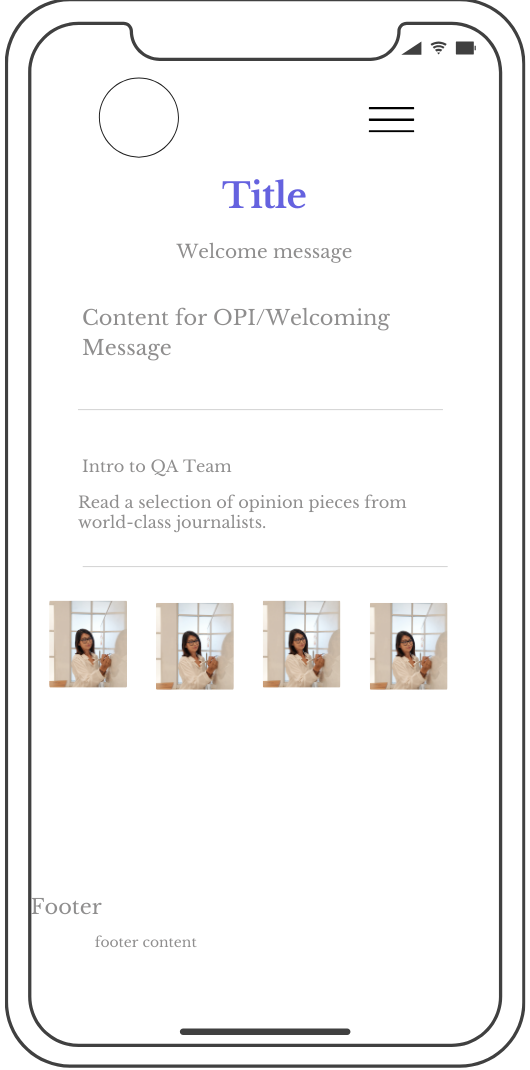 Title
Welcome message
Content for OPI/Welcoming
Message
Intro to QA Team
Read a selection of opinion pieces from
world-class journalists.
Footer
footer content